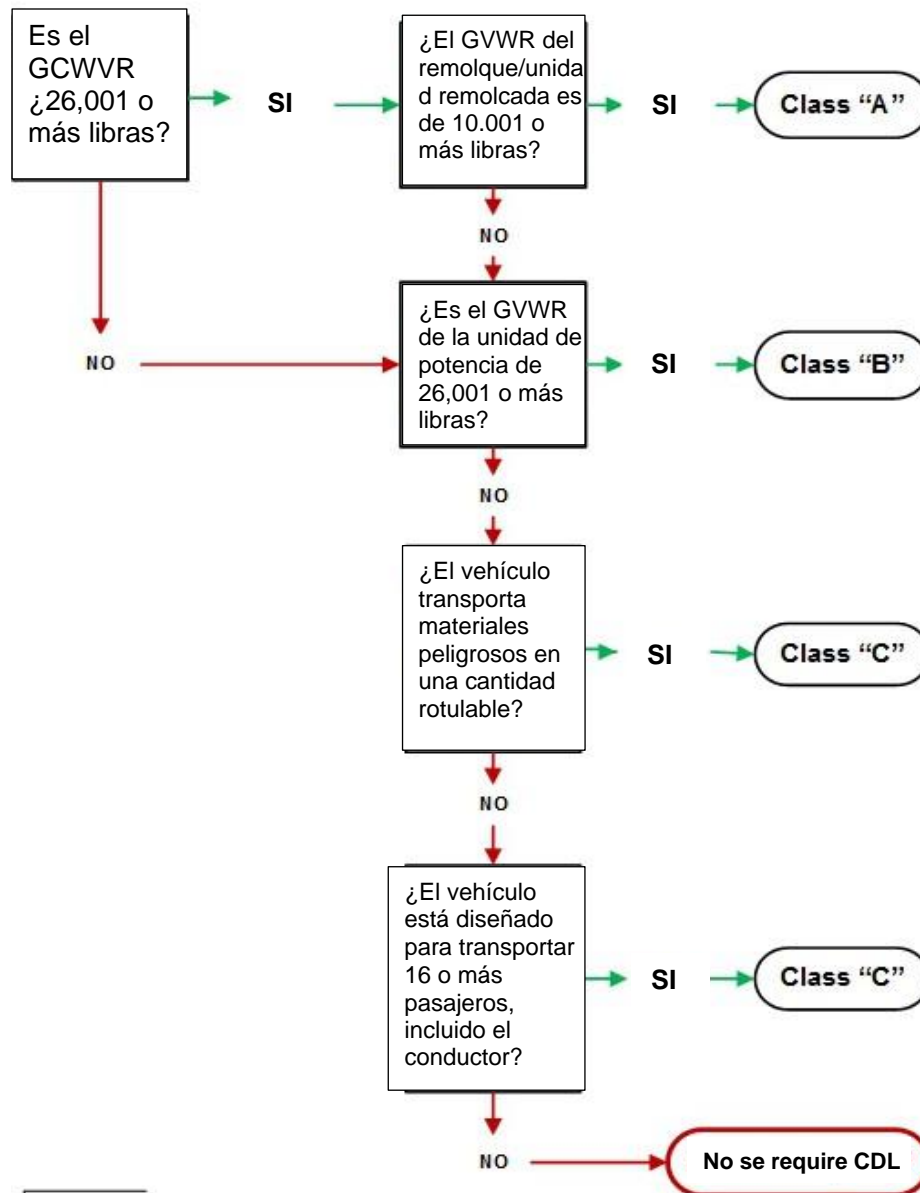 Es el
GCWVR
¿26,001 o
más libras?
SI
¿El GVWR del
remolque/unida
d remolcada es
de 10.001 o
más libras?
SI
Class “A”
NO
NO
¿Es el GVWR
de la unidad de
potencia de
26,001 o más
libras?
SI
Class “B”
NO
¿El vehículo
transporta
materiales
peligrosos en
una cantidad
rotulable?
SI
Class “C”
NO
¿El vehículo
está diseñado
para transportar
16 o más
pasajeros,
incluido el
conductor?
SI
Class “C”
NO
No se require CDL